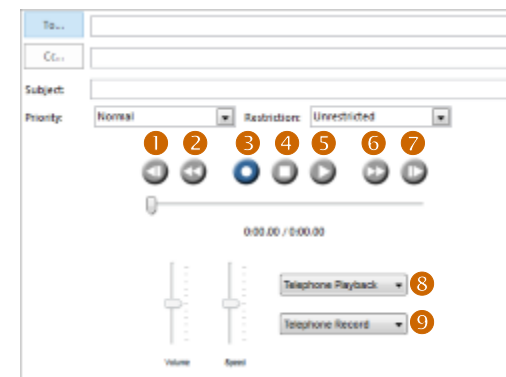 To...
Cc...
Subject:
Priority: Normal Restriction: Unrestricted
1 2 3 4 5 6 7
0:00.00 / 0:00.00
Telephone Playback 8
Telephone Record 9
Volume Speed